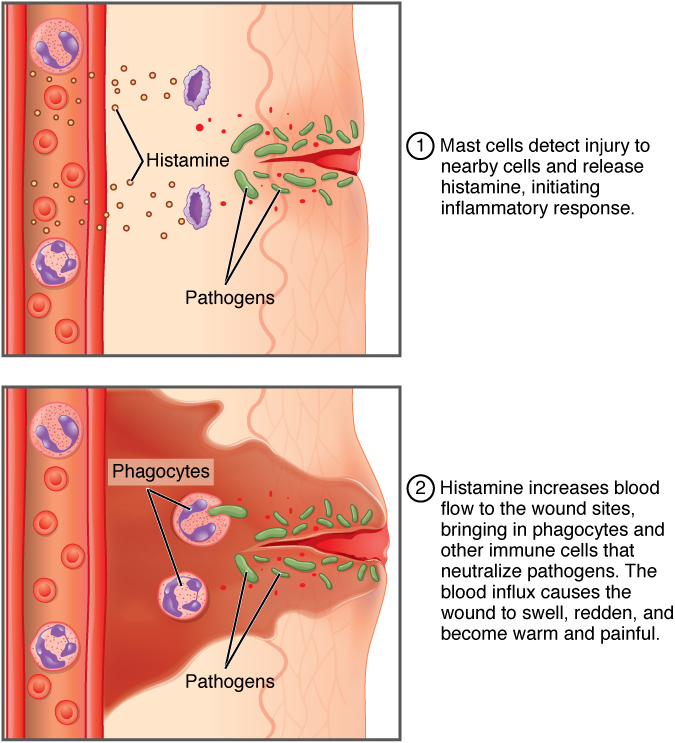 Histamine
Pathogens
1 Mast cells detect injury to
nearby cells and release
histamine, initiating
inflammatory response.
Phagocytes
Pathogens
2 Histamine increases blood
flow to the wound sites,
bringing in phagocytes and
other immune cells that
neutralize pathogens. The
blood influx causes the
wound to swell, redden, and
become warm and painful.